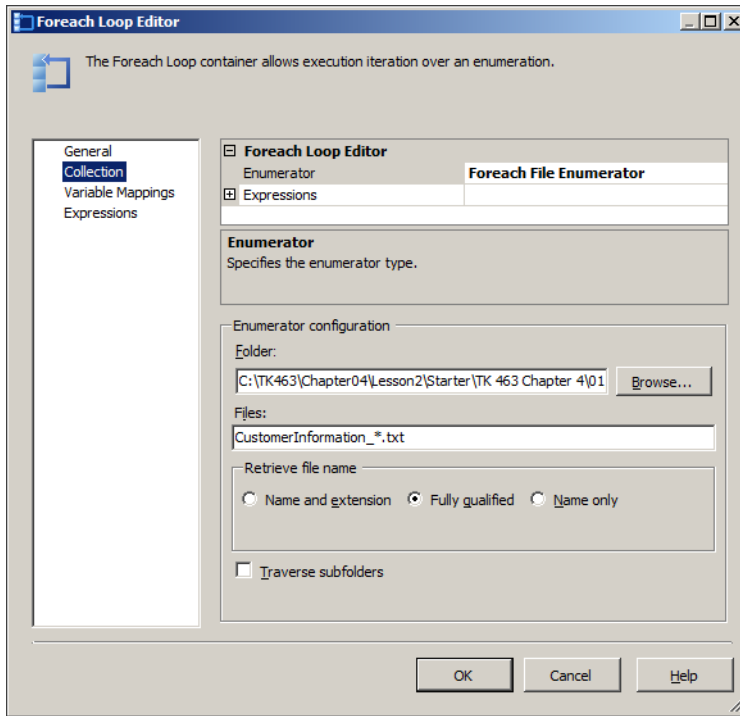 Foreach Loop Editor
The Foreach Loop container allows execution iteration over an enumeration.
General
Collection
Variable Mappings
Expressions
Foreach Loop Editor
Enumerator Foreach File Enumerator
Expressions
Enumerator
Specifies the enumerator type.
Enumerator configuration
Folder:
C:\TK463\Chapter04\Lesson2\Starter\TK 463 Chapter 4\01 Browse...
Files:
CustomerInformation_*.txt
Retrieve file name
Name and extension Fully qualified Name only
Traverse subfolders
OK Cancel Help